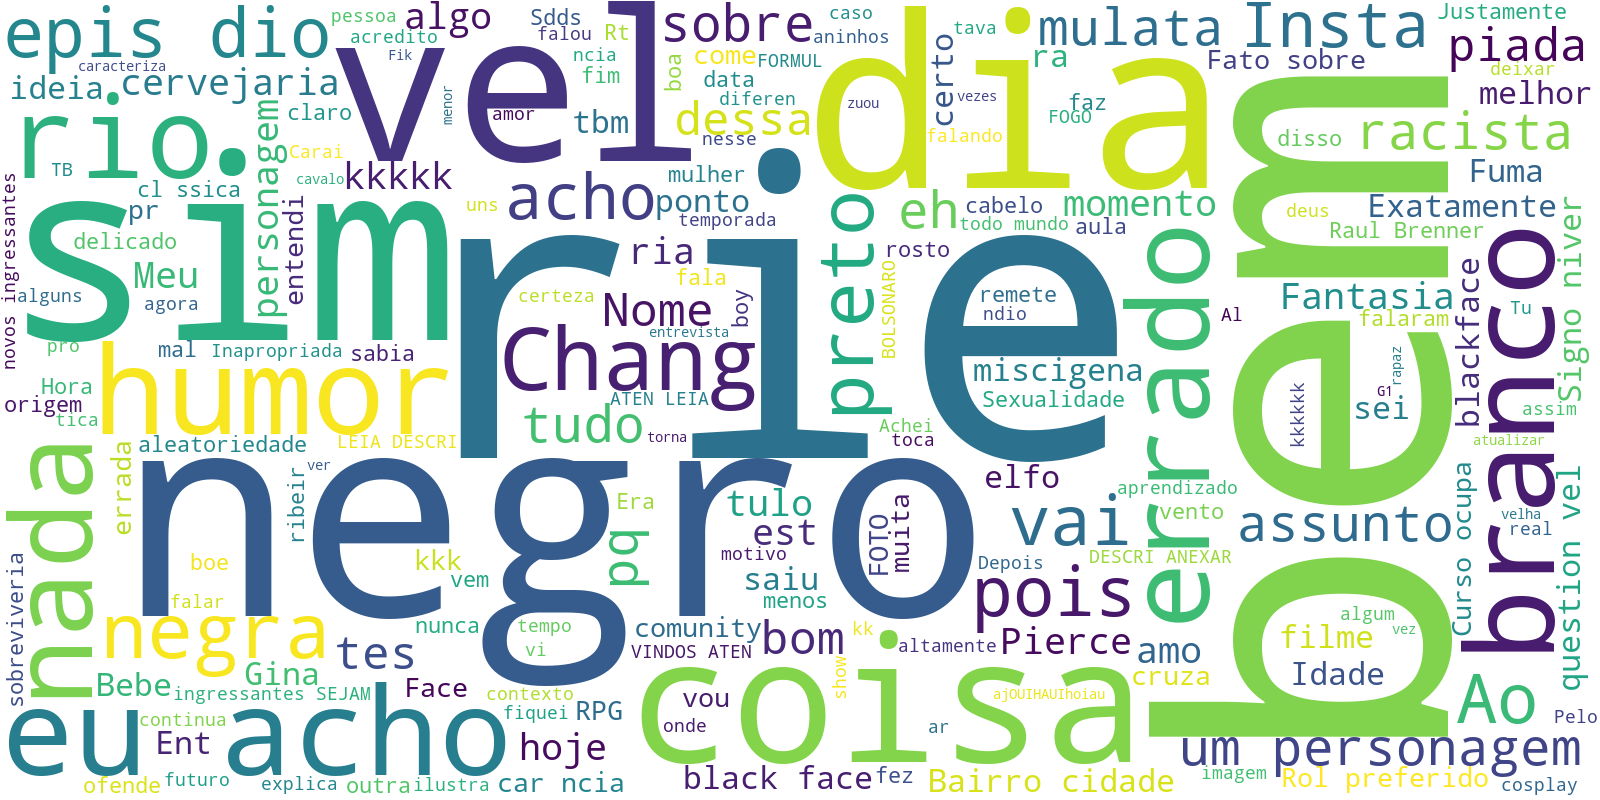 epis dio
pessoa
algo
acredito
Fik
caracteriza
ideia
cervejaria
rio
claro
TB
cl ssica
pr
delicado
Meu
alguns
agora
novos ingressantes
personagem
entendi
Carai
cavalo
kkkkk
menor
vel
amor
uns
Sdds
falou
Rt
ncia
fim
tbm
sobre
boa
come
data
diferen
FORMUL
aninhos
caso
dessa
nesse
mulher
acho
ponto
temporada
dia
zuou
tava
certo
vezes
falando
ra
FOGO
faz
mulata
Insta
Justamente
piada
Fato sobre
deixar
melhor
disso
racista
Fuma
cabelo
todo mundo
eh
momento
aula
deus
Exatamente
Raul Brenner
Signo niver
sim
rie
ria
fala
certeza
Nome
boy
entrevista
Chang
preto
rosto
BOLSONARO
remete
ndio
miscigena
Sexualidade
erado
Al
bem
Fantasia
falaram
blackface
branco
Tu
rapaz
G1
sei
kkkkkk
assim
atualizar
pro
mal
Inapropriada
sabia
Hora
origem
tica
humor
ATEN LEIA
tudo
torna
Achei
toca
nada
aleatoriedade
errada
LEIA DESCRI
ver
ribeir
negro
pq
Era
tulo
est
motivo
saiu
menos
FOTO
muita
elfo
vai
Depois
aprendizado
vento
DESCRI ANEXAR
assunto
Curso ocupa
velha
real
question vel
boe
kkk
vem
falar
sobreviveria
negra
tes
nunca
tempo
vi
comunity
VINDOS ATEN
bom
kk
altamente
pois
Pierce
amo
cruza
algum
vez
filme
Idade
Ao
Pelo
Bebe
Gina
ingressantes SEJAM
Face
contexto
fiquei
RPG
coisa
vou
onde
show
ajOUIHAUIhoiau
ar
eu acho
continua
Ent
hoje
um personagem
ofende
futuro
explica
outra
ilustra
car ncia
black face
fez
Bairro cidade
imagem
Rol preferido
cosplay